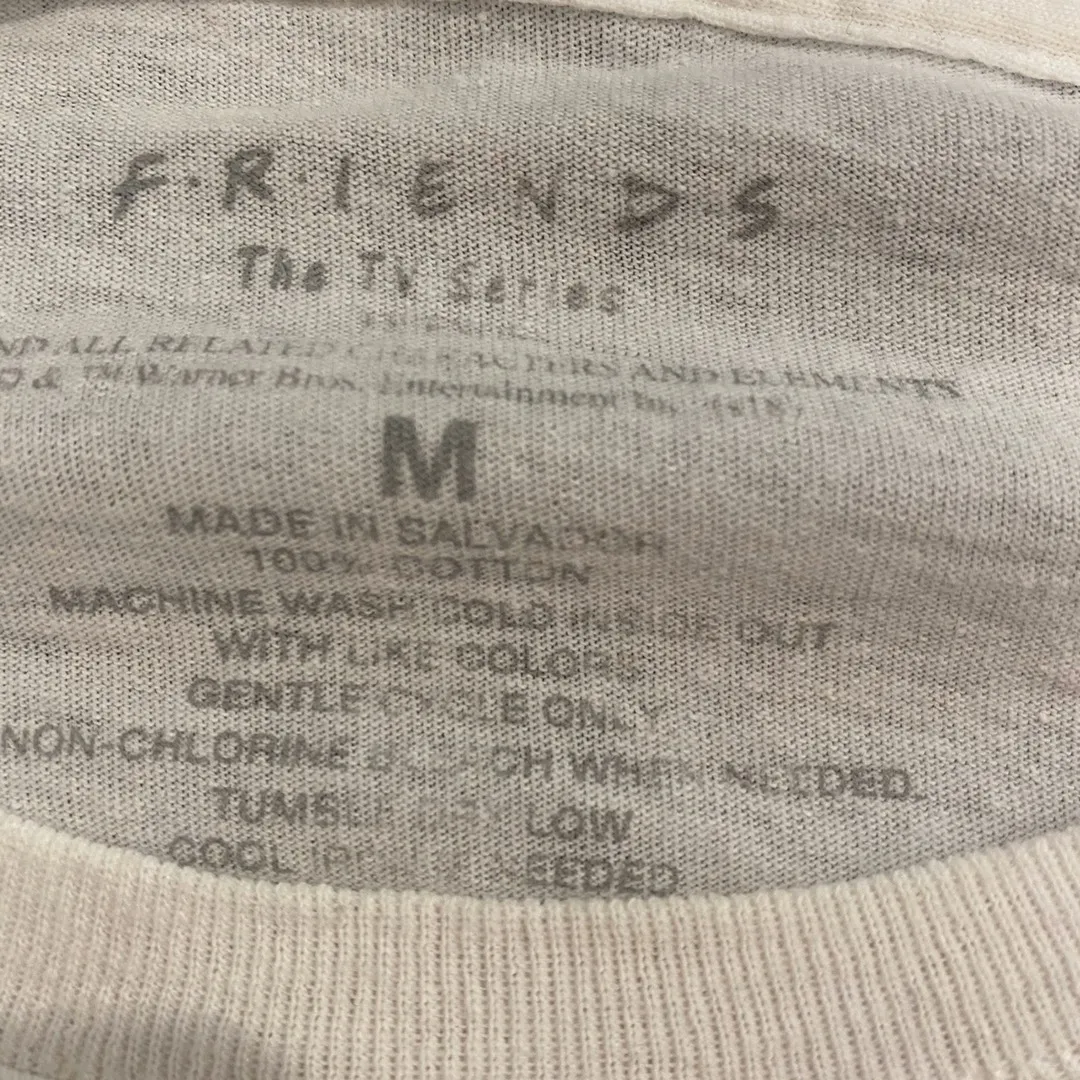 F·R·I·E·N·D·S
The TV Series
ALL RELATED CHARACTERS AND ELEMENTS
& TM Warner Bros. Entertainment Inc.
M
MADE IN SALVADOR
100% COTTON
MACHINE WASH COLD INSIDE OUT
WITH LIKE COLORS
GENTLE CYCLE ONLY
NON-CHLORINE BLEACH WHEN NEEDED.
TUMBLE DRY LOW
COOL IRON IF NEEDED